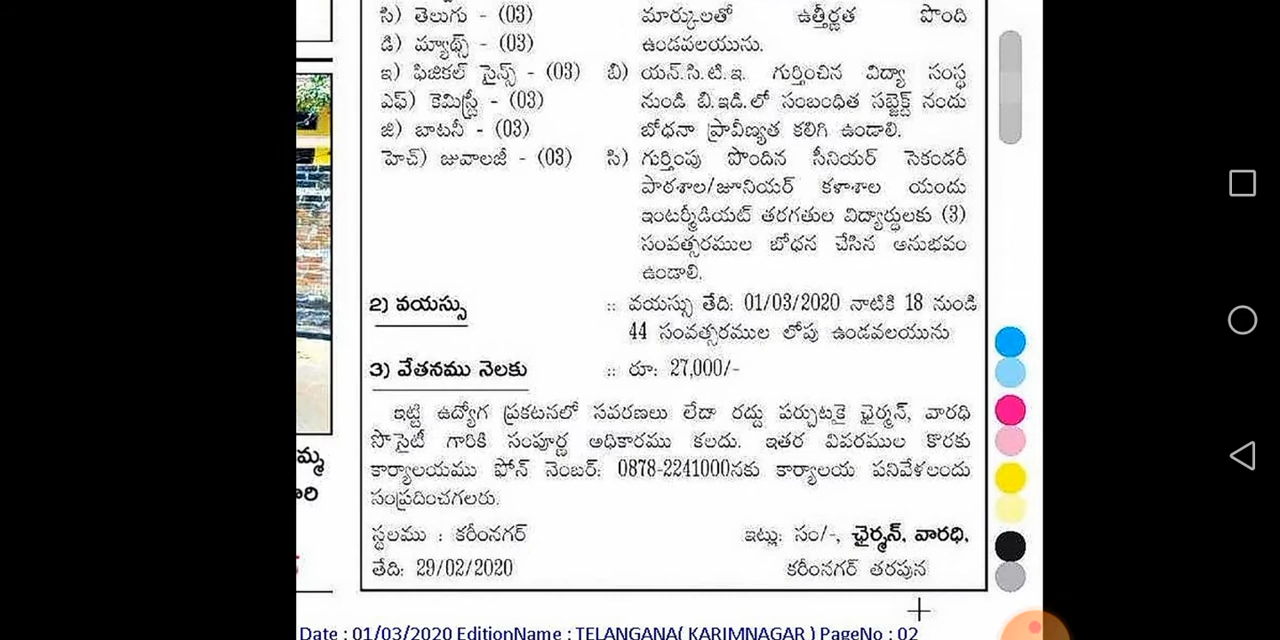 సి) తెలుగు - (03)
డి) మ్యాథ్స్ - (03)
ఇ) ఫిజికల్ సైన్స్ - (03)
ఎఫ్) కెమిస్ట్రీ - (03)
జి) బాటనీ - (03)
హెచ్) జువాలజీ - (03)
మార్కులతో ఉత్తీర్ణత పొంది
ఉండవలయును.
బి) యన్.సి.టి.ఇ. గుర్తించిన విద్యా సంస్థ
నుండి బి.ఇడి.లో సంబంధిత సబ్జెక్ట్ నందు
బోధనా ప్రావీణ్యత కలిగి ఉండాలి.
సి) గుర్తింపు పొందిన సీనియర్ సెకండరీ
పాఠశాల/జూనియర్ కళాశాల యందు
ఇంటర్మీడియట్ తరగతుల విద్యార్థులకు (3)
సంవత్సరముల బోధన చేసిన అనుభవం
ఉండాలి.
2) వయస్సు :: వయస్సు తేది: 01/03/2020 నాటికి 18 నుండి
44 సంవత్సరముల లోపు ఉండవలయును
3) వేతనము నెలకు :: రూ: 27,000/-
ఇట్టి ఉద్యోగ ప్రకటనలో సవరణలు లేదా రద్దు పర్చుటకై ఛైర్మన్, వారధి
సొసైటీ గారికి సంపూర్ణ అధికారము కలదు. ఇతర వివరముల కొరకు
కార్యాలయము ఫోన్ నెంబర్: 0878-2241000నకు కార్యాలయ పనివేళలందు
సంప్రదించగలరు.
స్థలము : కరీంనగర్
తేది: 29/02/2020
ఇట్లు: సం/-, ఛైర్మన్, వారధి,
కరీంనగర్ తరపున
మ్మ
రి
Date : 01/03/2020 EditionName : TELANGANA( KARIMNAGAR ) PageNo : 02